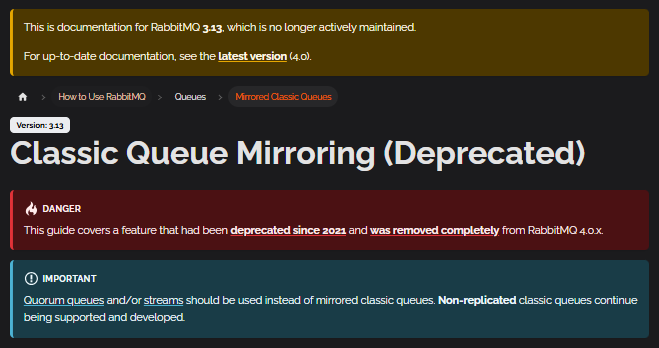 This is documentation for RabbitMQ 3.13, which is no longer actively maintained.
For up-to-date documentation, see the latest version (4.0).
How to Use RabbitMQ > Queues > Mirrored Classic Queues
Version: 3.13
Classic Queue Mirroring (Deprecated)
DANGER
This guide covers a feature that had been deprecated since 2021 and was removed completely from RabbitMQ 4.0.x.
IMPORTANT
Quorum queues and/or streams should be used instead of mirrored classic queues. Non-replicated classic queues continue
being supported and developed.